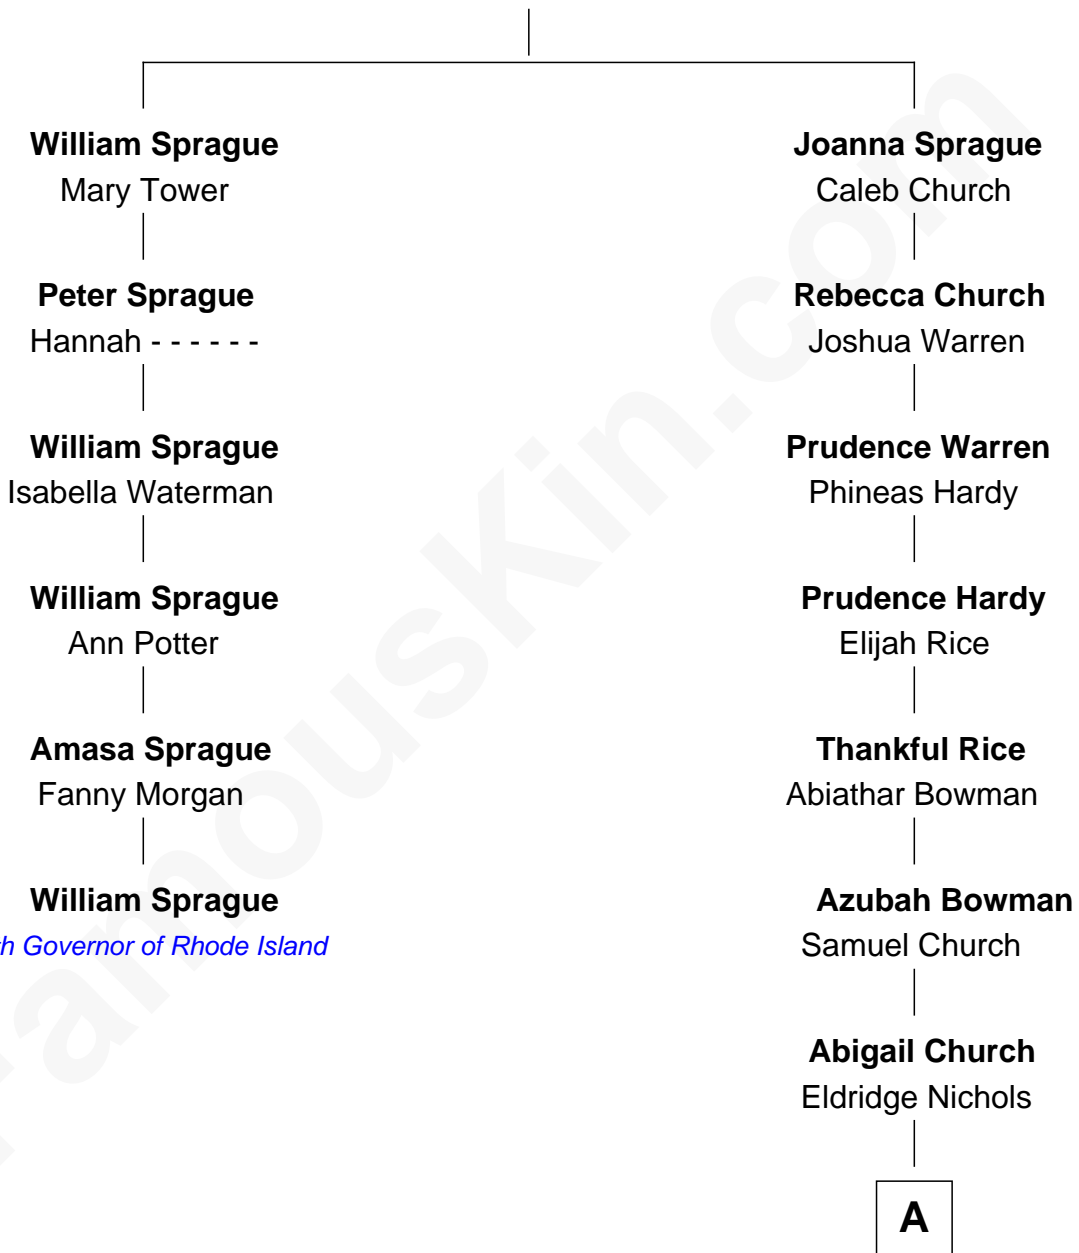 William Sprague
Mary Tower
Peter Sprague
Hannah - - - - - -
William Sprague
Isabella Waterman
William Sprague
Ann Potter
Amasa Sprague
Fanny Morgan
William Sprague
h Governor of Rhode Island
Joanna Sprague
Caleb Church
Rebecca Church
Joshua Warren
Prudence Warren
Phineas Hardy
Prudence Hardy
Elijah Rice
Thankful Rice
Abiathar Bowman
Azubah Bowman
Samuel Church
Abigail Church
Eldridge Nichols
A
FamousKin.com